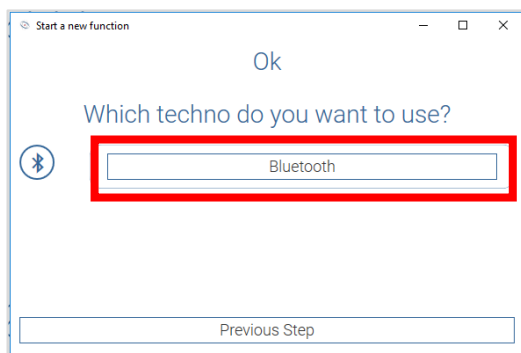 Start a new function
Ok
Which techno do you want to use?
Bluetooth
Previous Step